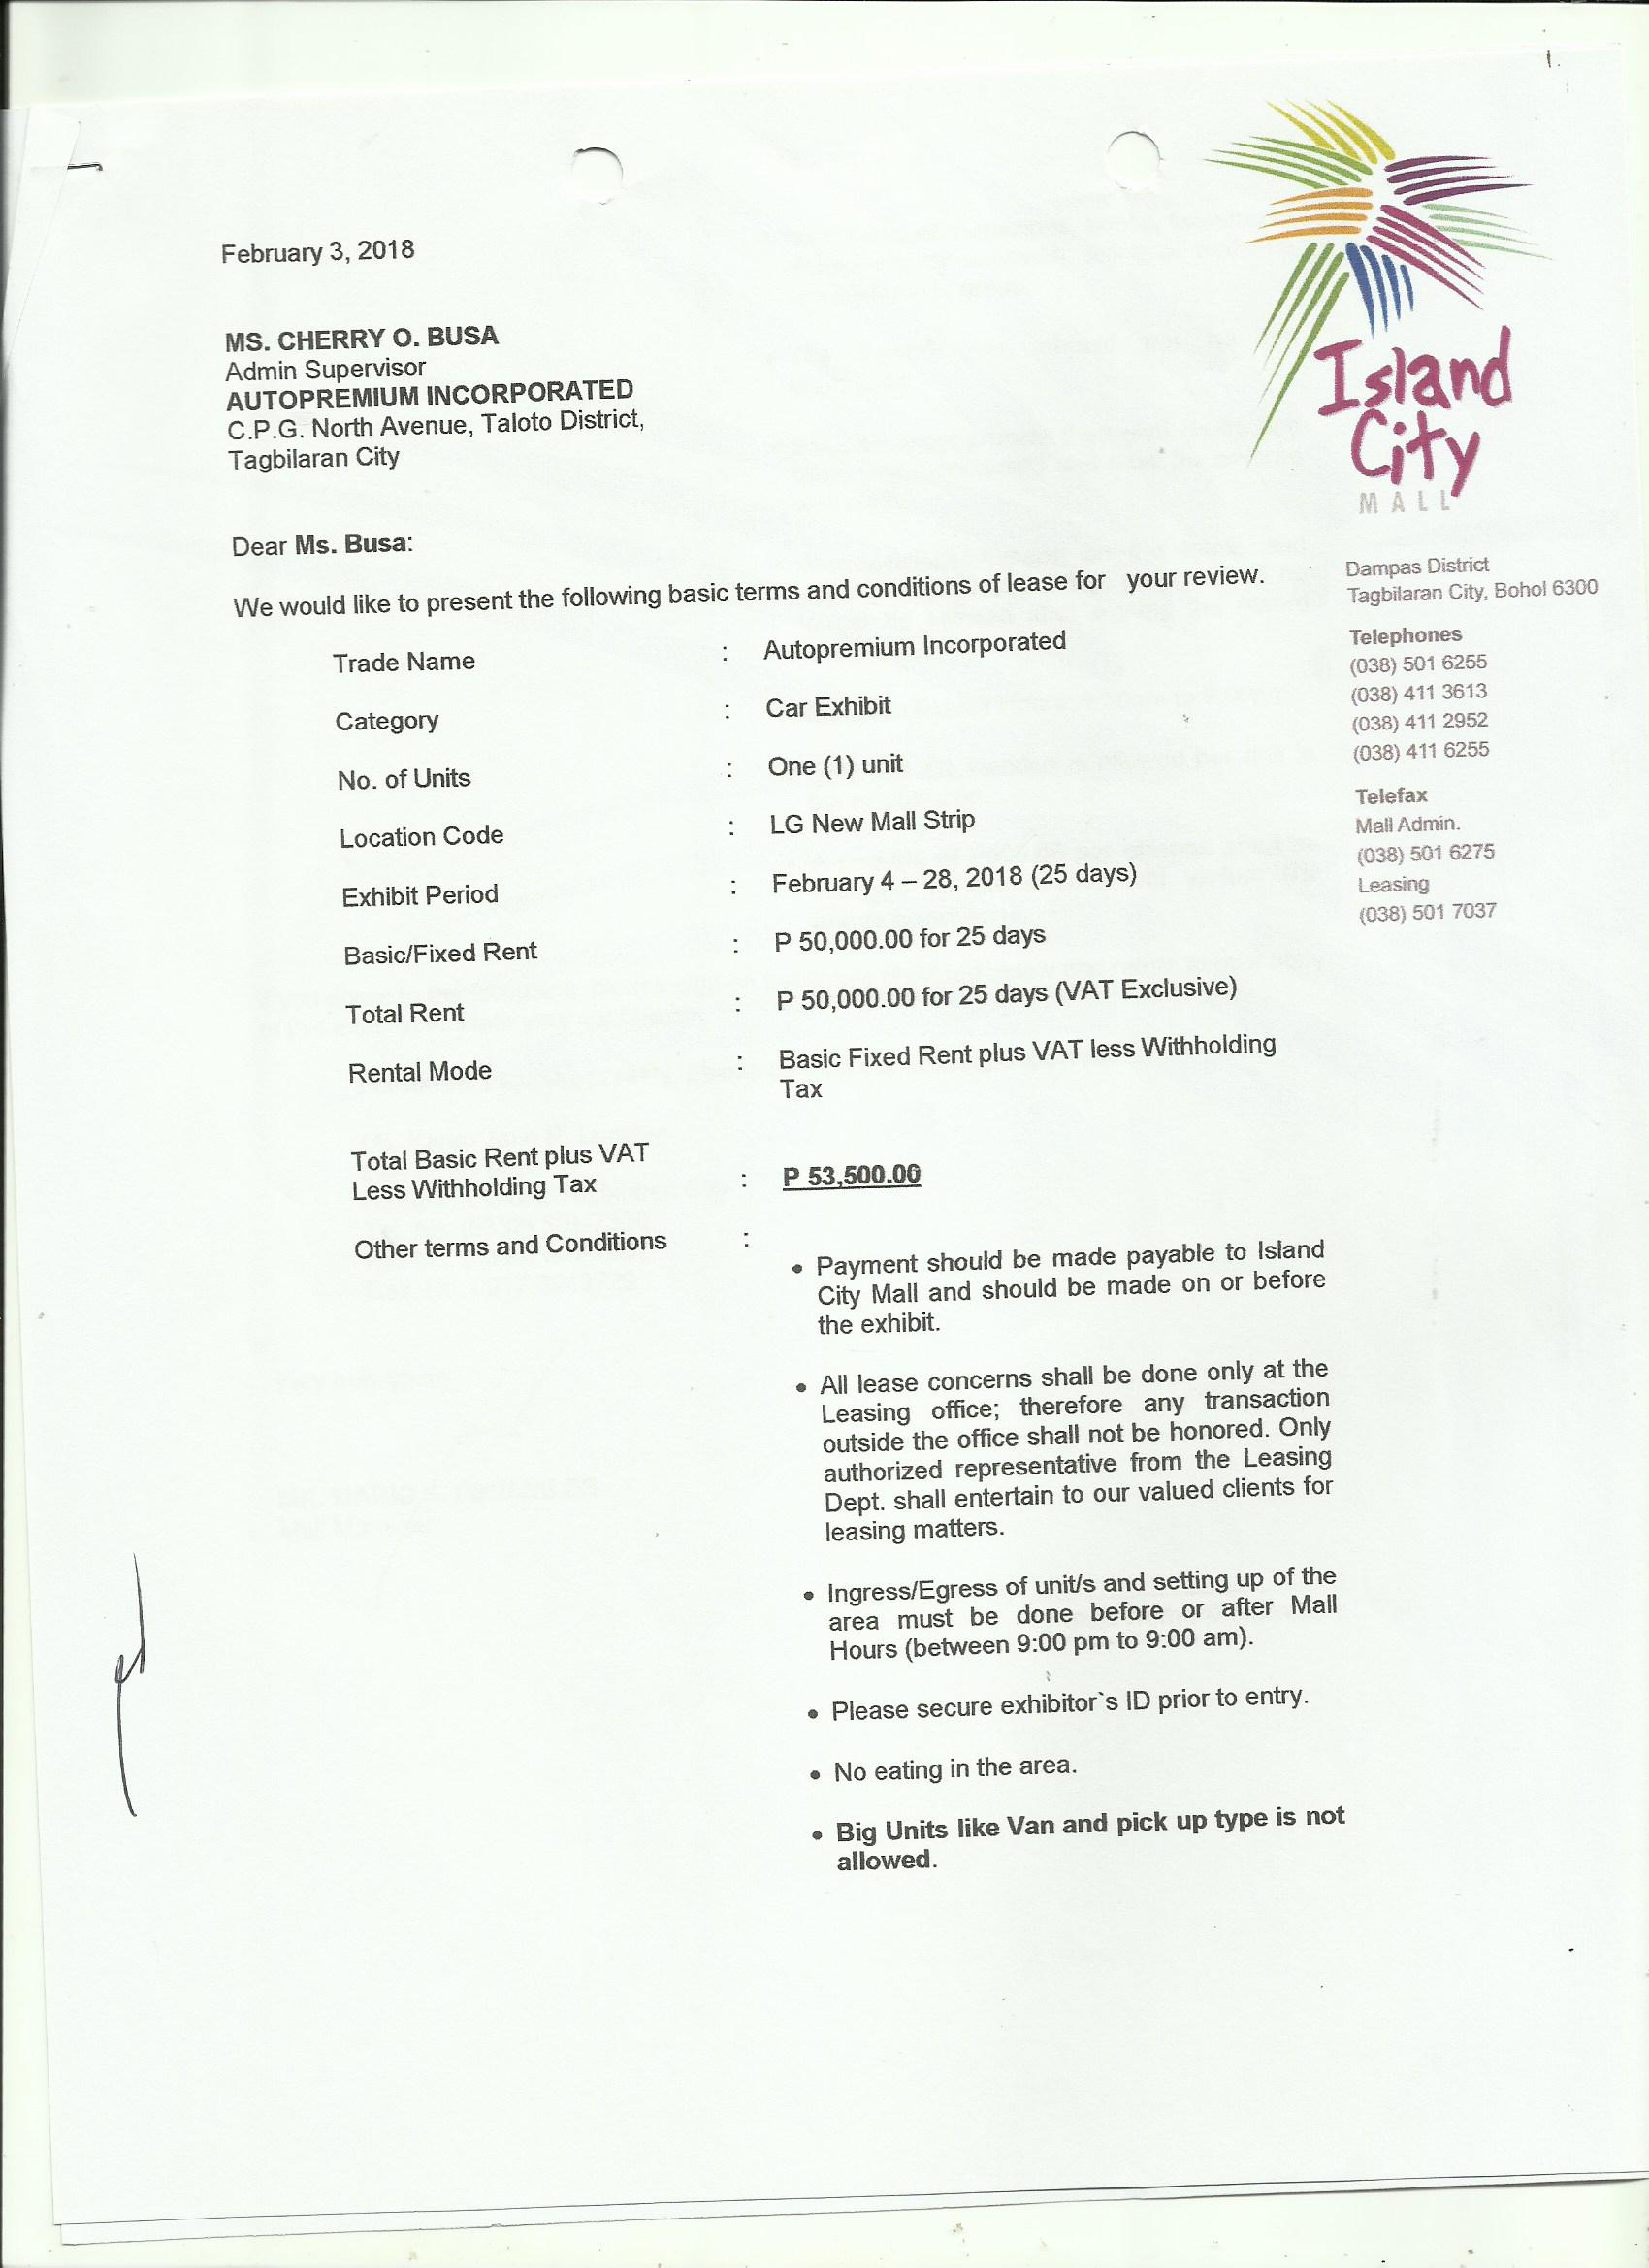 February 3, 2018
MS. CHERRY O. BUSA
Admin Supervisor
AUTOPREMIUM INCORPORATED
C.P.G. North Avenue, Taloto District,
Tagbilaran City
Island
City
MALL
Dampas District
Tagbilaran City, Bohol 6300
Telephones
(038) 501 6255
(038) 411 3613
(038) 411 2952
(038) 411 6255
Telefax
Mall Admin.
(038) 501 6275
Leasing
(038) 501 7037
Dear Ms. Busa:
We would like to present the following basic terms and conditions of lease for your review.
Trade Name : Autopremium Incorporated
Category : Car Exhibit
No. of Units : One (1) unit
Location Code : LG New Mall Strip
Exhibit Period : February 4 – 28, 2018 (25 days)
Basic/Fixed Rent : P 50,000.00 for 25 days
Total Rent : P 50,000.00 for 25 days (VAT Exclusive)
Rental Mode : Basic Fixed Rent plus VAT less Withholding
Tax
Total Basic Rent plus VAT
Less Withholding Tax : P 53,500.00
Other terms and Conditions :
• Payment should be made payable to Island
City Mall and should be made on or before
the exhibit.
• All lease concerns shall be done only at the
Leasing office; therefore any transaction
outside the office shall not be honored. Only
authorized representative from the Leasing
Dept. shall entertain to our valued clients for
leasing matters.
• Ingress/Egress of unit/s and setting up of the
area must be done before or after Mall
Hours (between 9:00 pm to 9:00 am).
• Please secure exhibitor`s ID prior to entry.
• No eating in the area.
• Big Units like Van and pick up type is not
allowed.